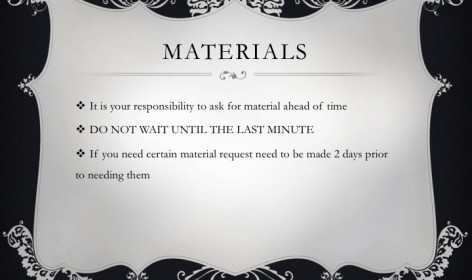 MATERIALS
❖ It is your responsibility to ask for material ahead of time
❖ DO NOT WAIT UNTIL THE LAST MINUTE
❖ If you need certain material request need to be made 2 days prior
to needing them